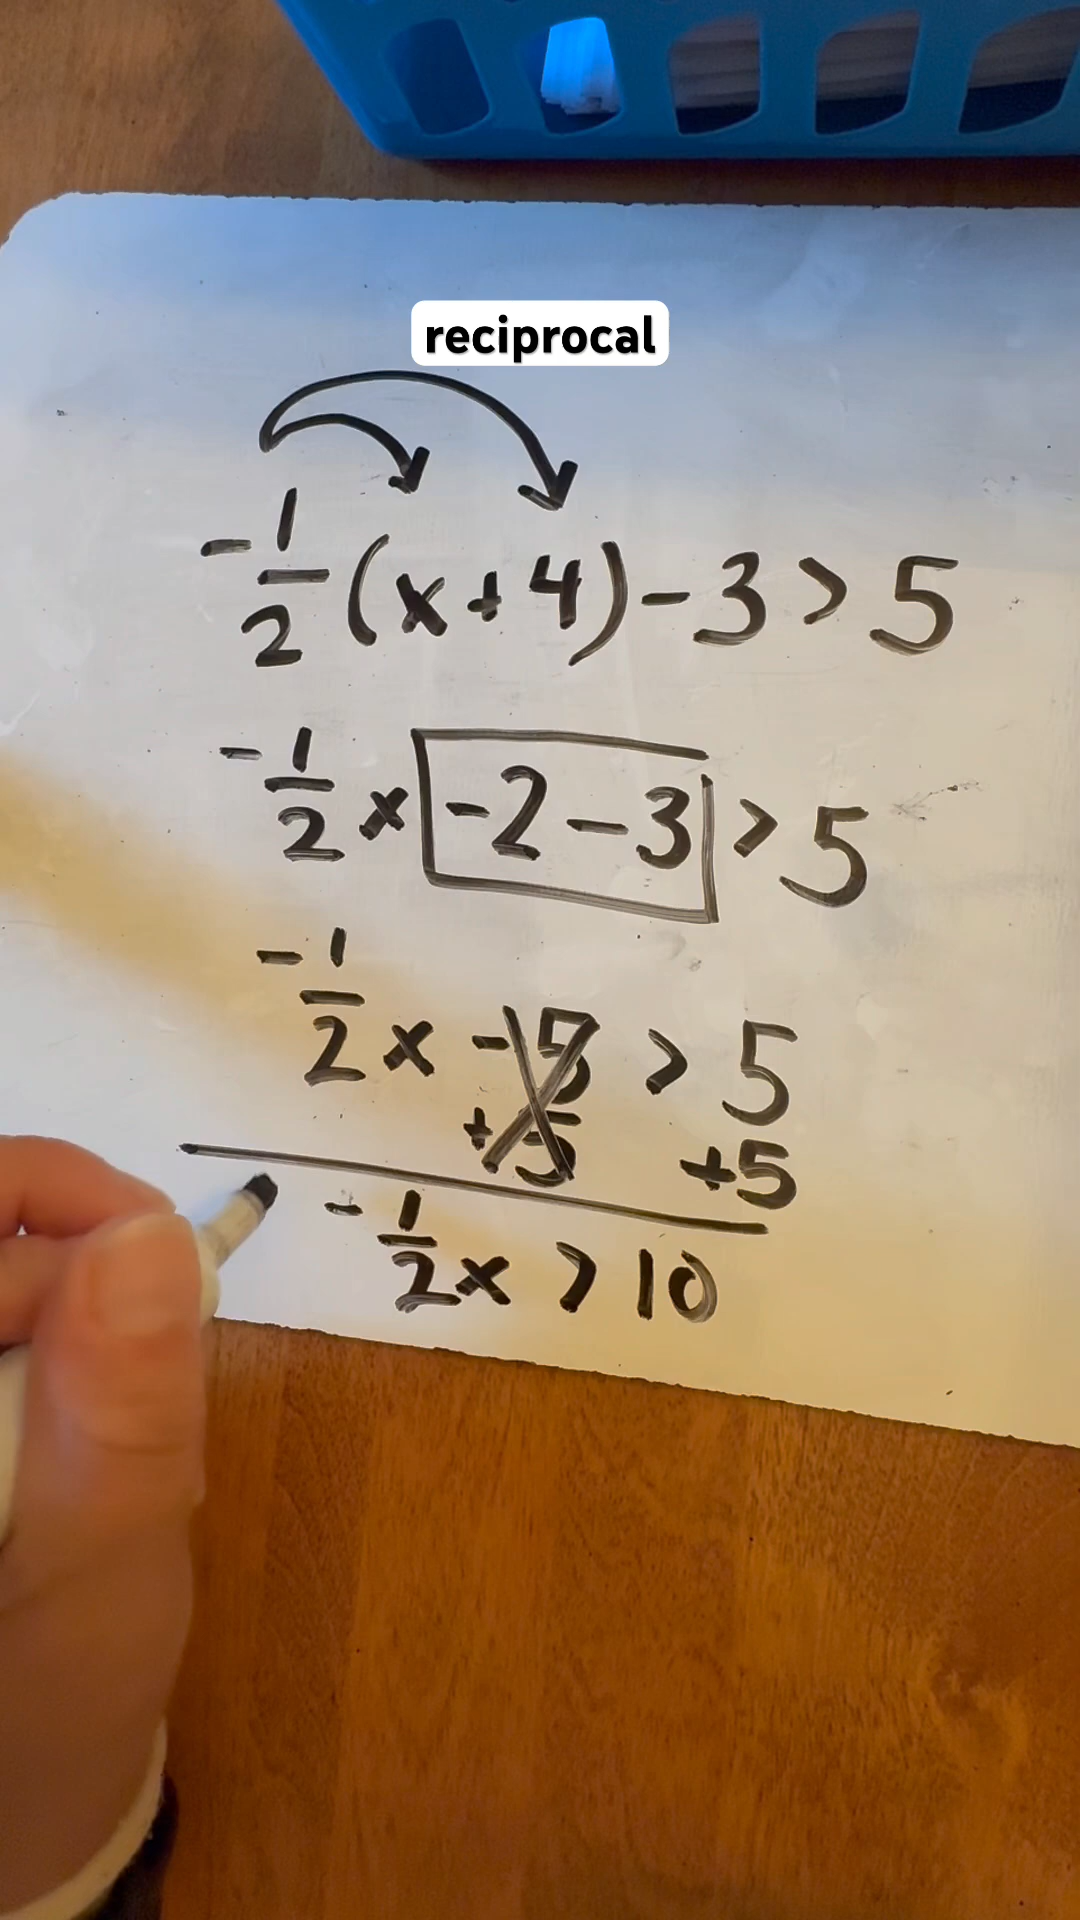 reciprocal
-1/2(x+4)-3>5
-1/2x-2-3>5
-1/2x-5>5
+5 +5
-1/2x>10